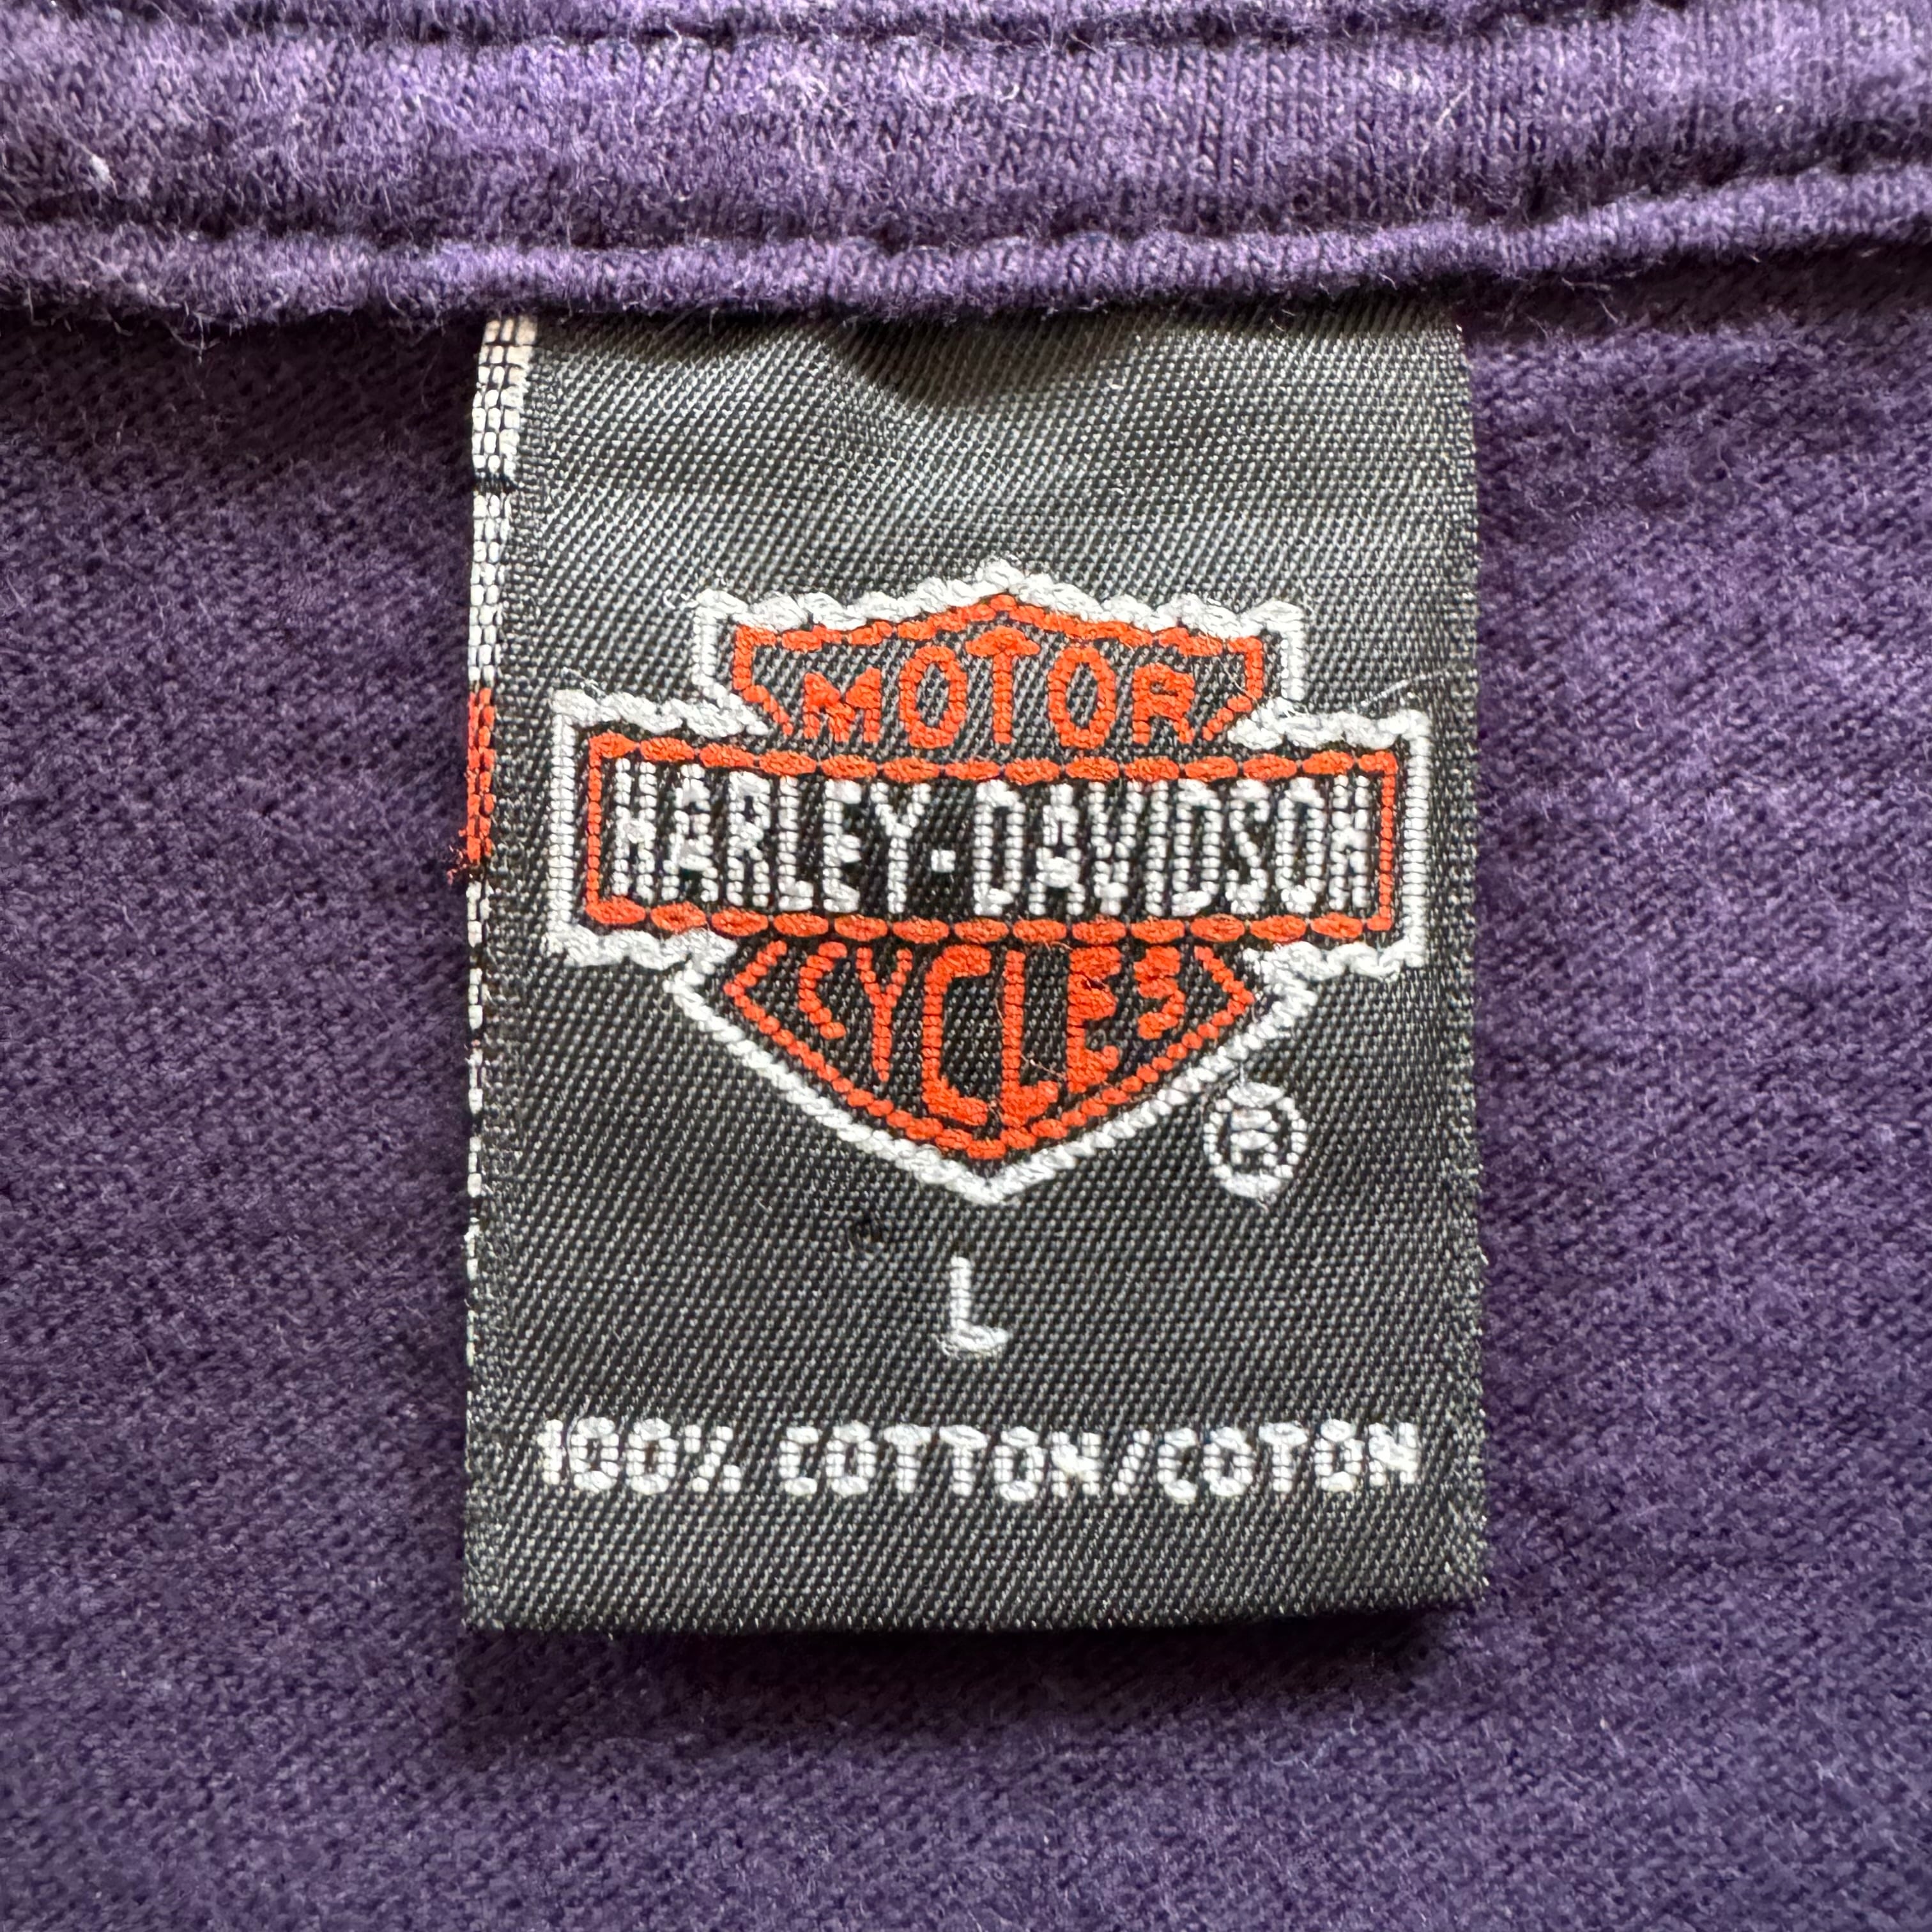 MOTOR
HARLEY-DAVIDSON
CYCLES
®
L
100% COTTON/COTON